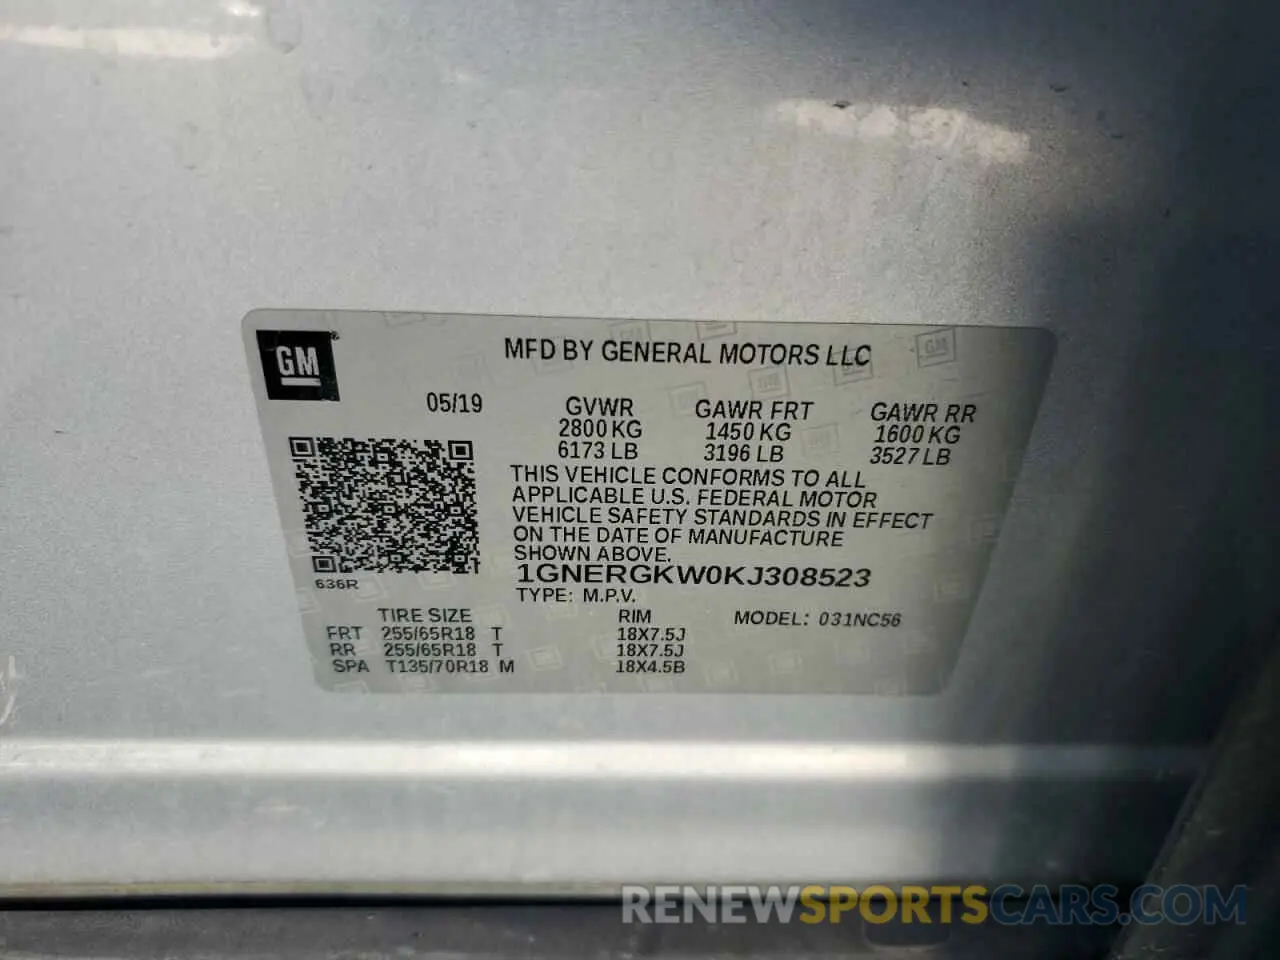 GM
MFD BY GENERAL MOTORS LLC
05/19
GVWR GAWR FRT GAWR RR
2800 KG 1450 KG 1600 KG
6173 LB 3196 LB 3527 LB
THIS VEHICLE CONFORMS TO ALL
APPLICABLE U.S. FEDERAL MOTOR
VEHICLE SAFETY STANDARDS IN EFFECT
ON THE DATE OF MANUFACTURE
SHOWN ABOVE.
1GNERGKW0KJ308523
636R
TYPE: M.P.V.
TIRE SIZE RIM MODEL: 031NC56
FRT 255/65R18 T 18X7.5J
RR 255/65R18 T 18X7.5J
SPA T135/70R18 M 18X4.5B
RENEWSPORTSCARS.COM